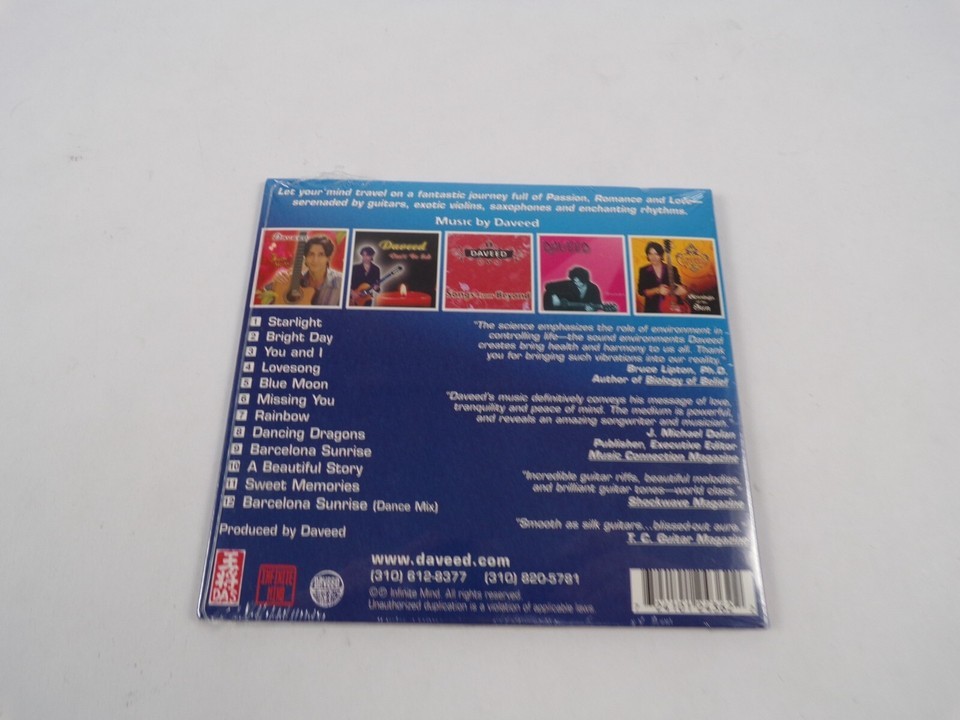 Let your mind travel on a fantastic journey full of Passion, Romance and Love
serenaded by guitars, exotic violins, saxophones and enchanting rhythms.
Music by Daveed
Daveed
Daveed
DAVEED
Songs from Beyond
DAVEED
1 Starlight
2 Bright Day
3 You and I
4 Lovesong
5 Blue Moon
6 Missing You
7 Rainbow
8 Dancing Dragons
9 Barcelona Sunrise
10 A Beautiful Story
11 Sweet Memories
12 Barcelona Sunrise (Dance Mix)
Produced by Daveed
"The science emphasizes the role of environment in
controlling life—the sound environments Daveed
creates bring health and harmony to us all. Thank
you for bringing such vibrations into our reality."
Bruce Lipton, Ph.D.
Author of Biology of Belief
"Daveed's music definitively conveys his message of love,
tranquility and peace of mind. The medium is powerful,
and reveals an amazing songwriter and musician."
J. Michael Dolan
Publisher, Executive Editor
Music Connection Magazine
"Incredible guitar riffs, beautiful melodies,
and brilliant guitar tones—world class."
Shockwave Magazine
"Smooth as silk guitars...blissed-out aura."
T. C. Guitar Magazine
INFINITE
MIND
www.daveed.com
(310) 612-8377 (310) 820-5781
©℗ Infinite Mind. All rights reserved.
Unauthorized duplication is a violation of applicable laws.